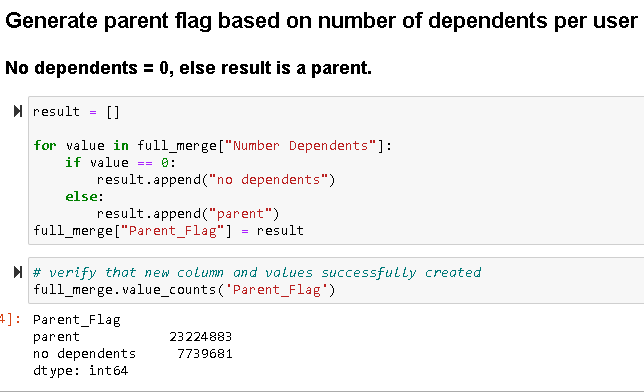 Generate parent flag based on number of dependents per user
No dependents = 0, else result is a parent.
result = []
for value in full_merge["Number Dependents"]:
    if value == 0:
        result.append("no dependents")
    else:
        result.append("parent")
full_merge["Parent_Flag"] = result
# verify that new column and values successfully created
full_merge.value_counts('Parent_Flag')
4]: Parent_Flag
parent           23224883
no dependents     7739681
dtype: int64